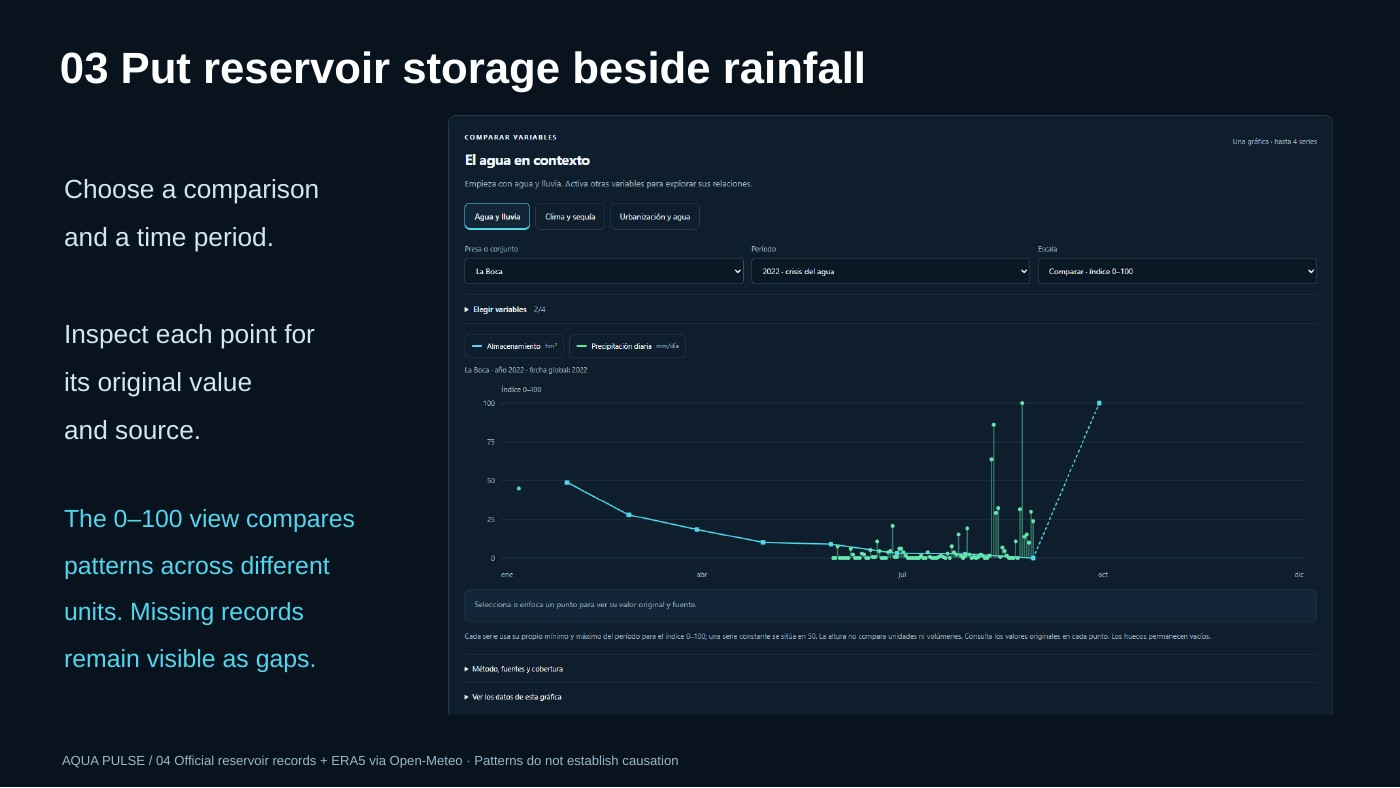 03 Put reservoir storage beside rainfall
Choose a comparison
and a time period.
Inspect each point for
its original value
and source.
The 0–100 view compares
patterns across different
units. Missing records
remain visible as gaps.
COMPARAR VARIABLES
Una gráfica · hasta 4 series
El agua en contexto
Empieza con agua y lluvia. Activa otras variables para explorar sus relaciones.
Agua y lluvia
Clima y sequía
Urbanización y agua
Presa o conjunto
Período
Escala
La Boca
2022 · crisis del agua
Comparar · índice 0–100
Elegir variables 2/4
Almacenamiento hm³
Precipitación diaria mm/día
La Boca · año 2022 · fecha global: 2022
Índice 0–100
100
75
50
25
0
ene
abr
jul
oct
dic
Selecciona o enfoca un punto para ver su valor original y fuente.
Cada serie usa su propio mínimo y máximo del período para el índice 0–100; una serie constante se sitúa en 50. La altura no compara unidades ni volúmenes. Consulta los valores originales en cada punto. Los huecos permanecen vacíos.
Método, fuentes y cobertura
Ver los datos de esta gráfica
AQUA PULSE / 04 Official reservoir records + ERA5 via Open-Meteo · Patterns do not establish causation